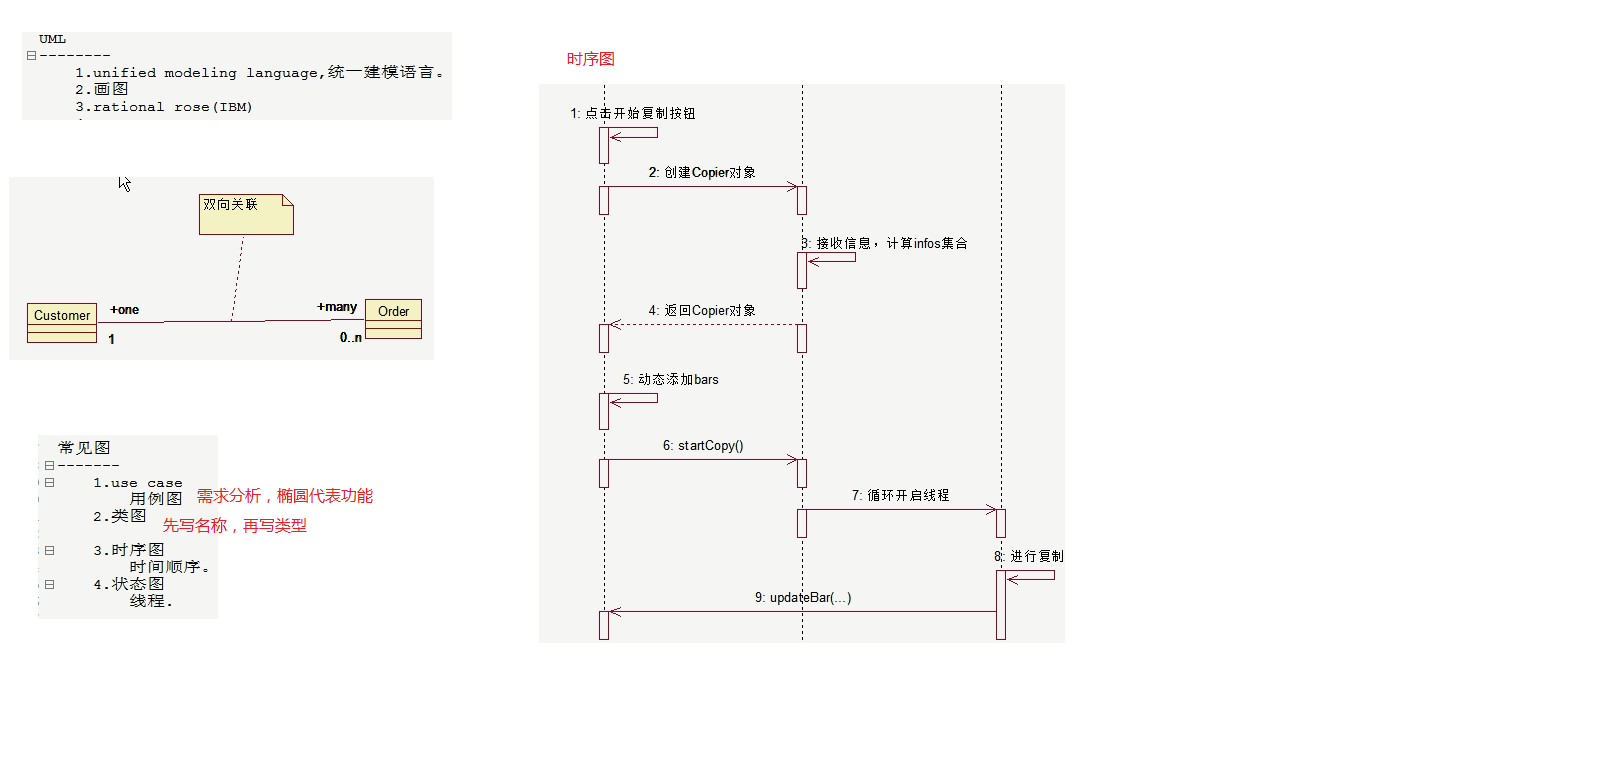 UML
--------
1.unified modeling language,统一建模语言。
2.画图
3.rational rose(IBM)
双向关联
Customer
+one
1
+many
0..n
Order
常见图
-------
1.use case
用例图 需求分析，椭圆代表功能
2.类图
先写名称，再写类型
3.时序图
时间顺序。
4.状态图
线程.
时序图
1: 点击开始复制按钮
2: 创建Copier对象
3: 接收信息，计算infos集合
4: 返回Copier对象
5: 动态添加bars
6: startCopy()
7: 循环开启线程
8: 进行复制
9: updateBar(...)